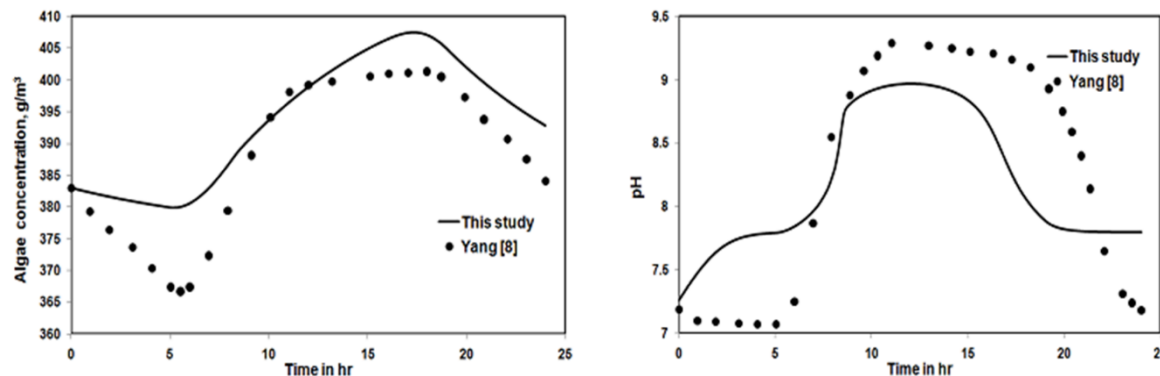 410
405
400
395
390
385
380
375
370
365
360
Algae concentration, g/m³
This study
Yang [8]
0 5 10 15 20 25
Time in hr
9.5
9
8.5
8
7.5
7
pH
This study
Yang [8]
0 5 10 15 20 25
Time in hr